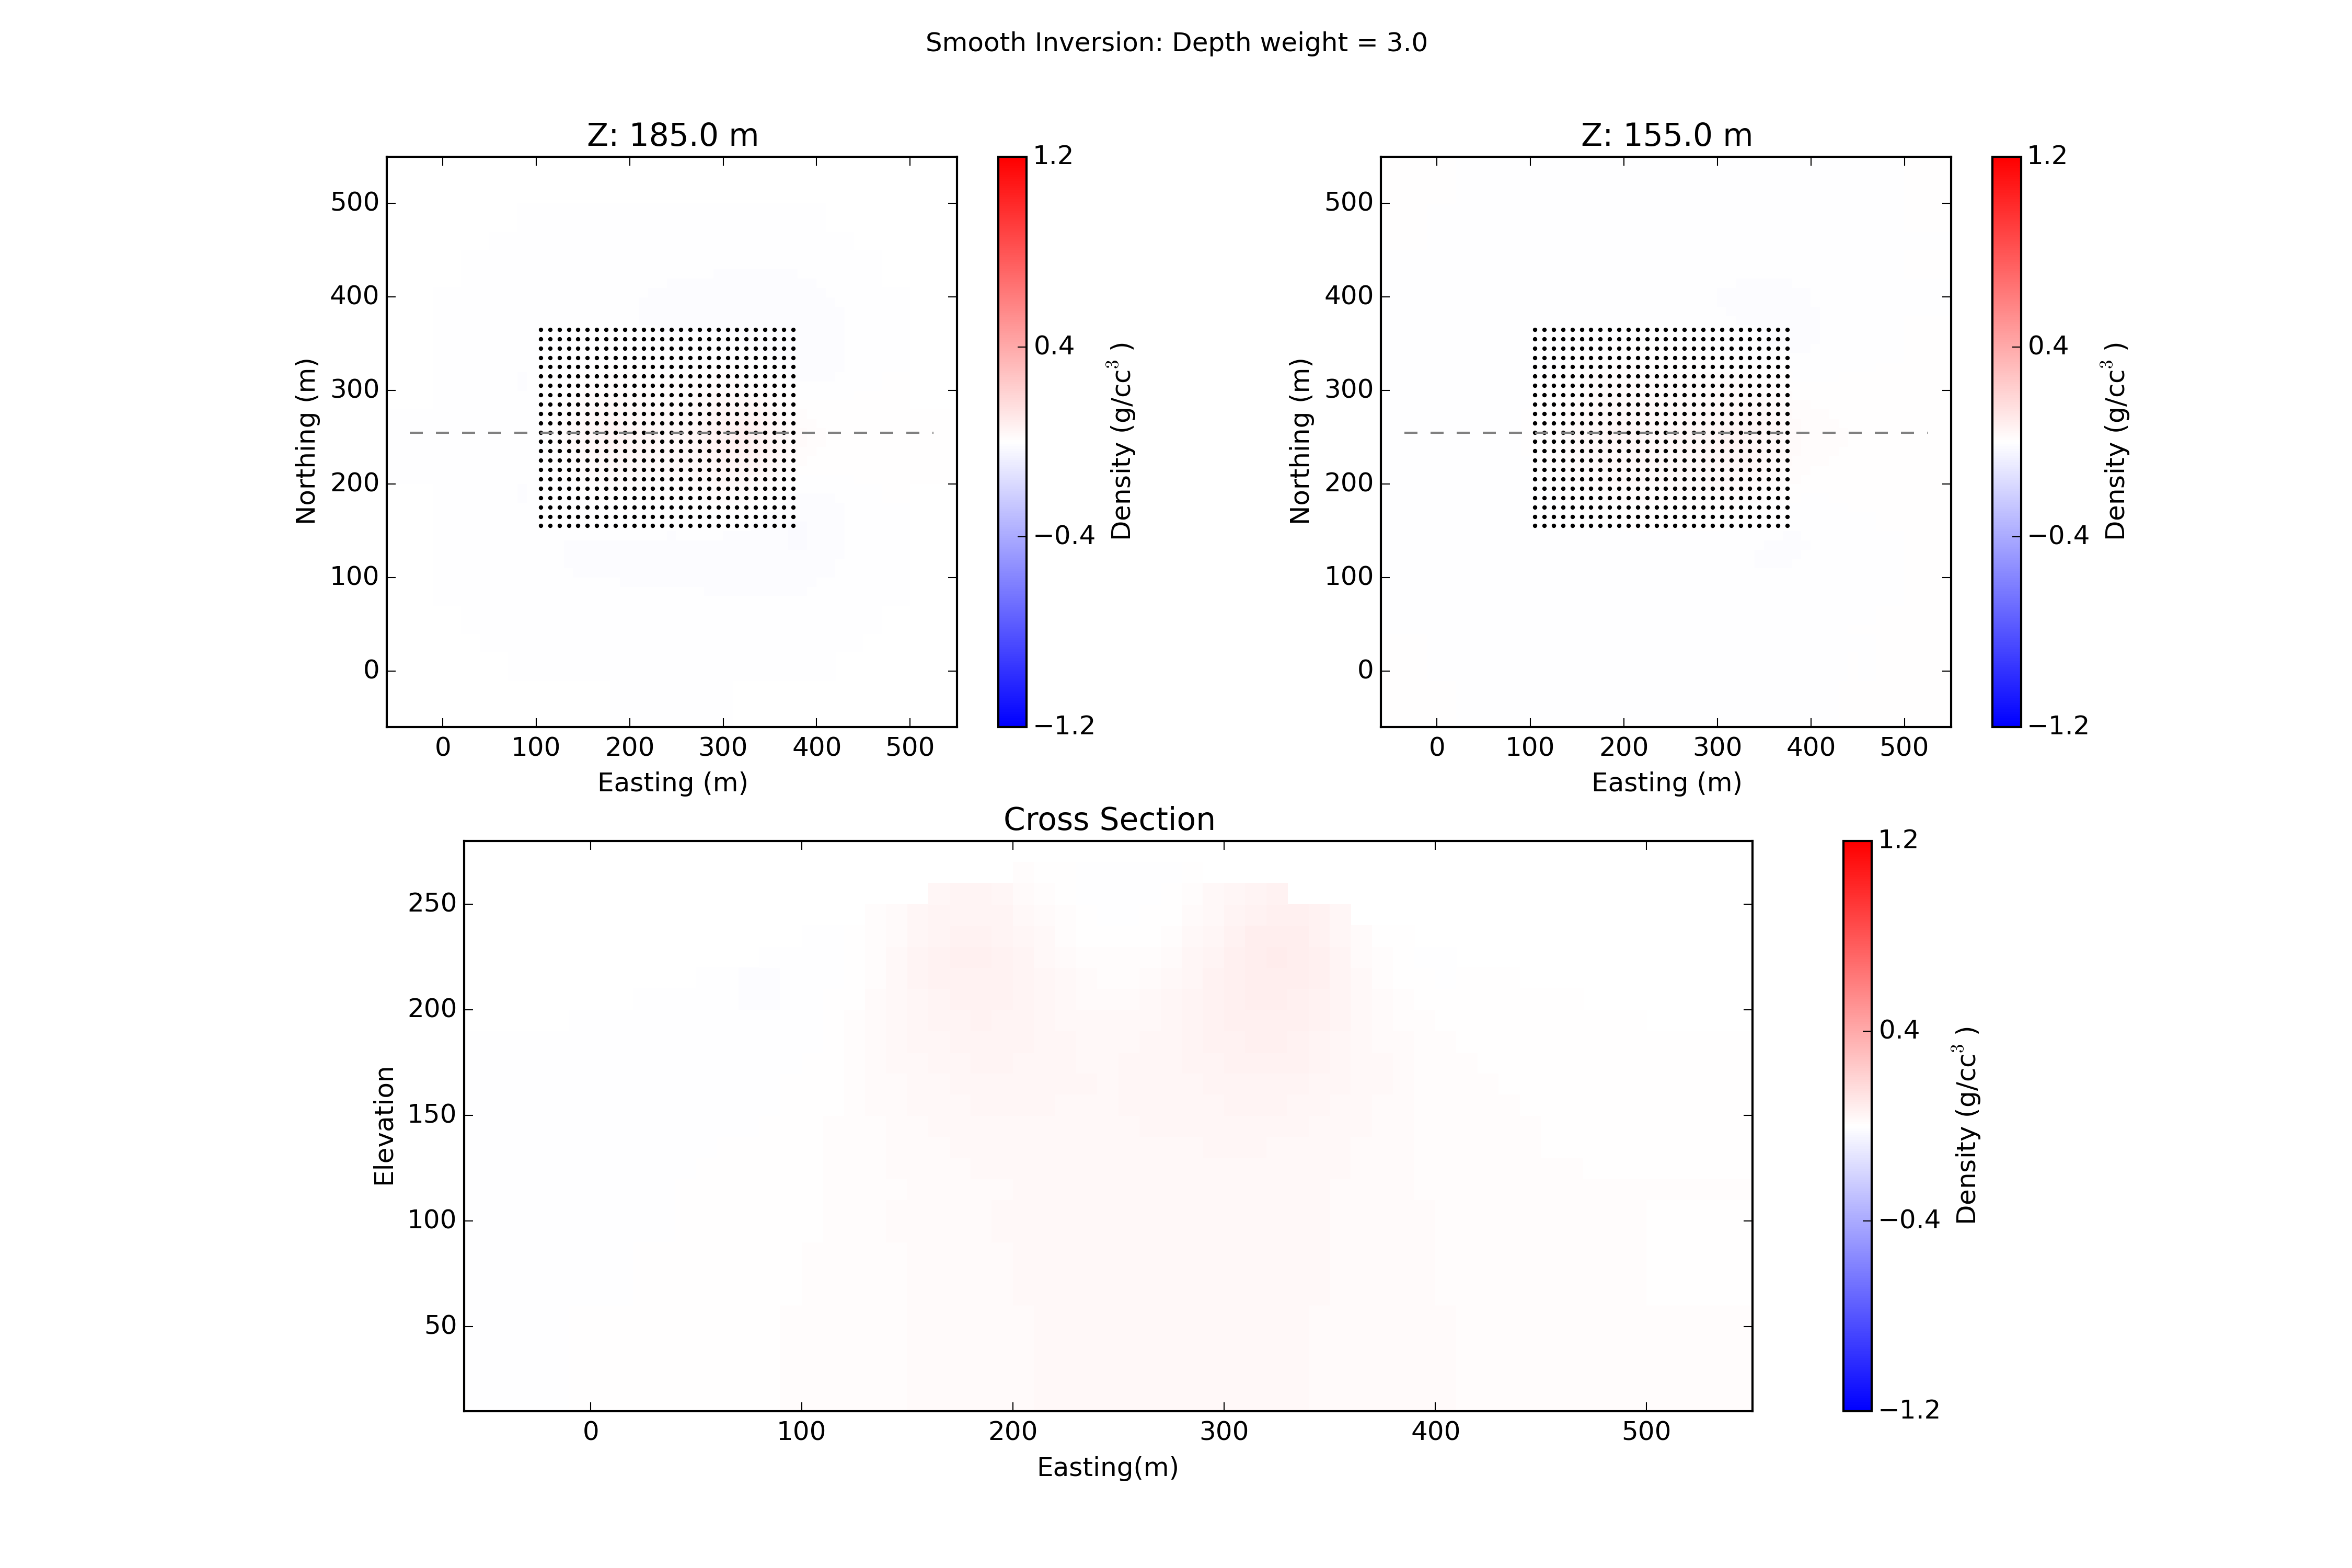 Smooth Inversion: Depth weight = 3.0
Z: 185.0 m
500
400
300
200
100
0
Northing (m)
0 100 200 300 400 500
Easting (m)
1.2
0.4
−0.4
−1.2
Density (g/cc³)
Z: 155.0 m
500
400
300
200
100
0
Northing (m)
0 100 200 300 400 500
Easting (m)
1.2
0.4
−0.4
−1.2
Density (g/cc³)
Cross Section
250
200
150
100
50
Elevation
0 100 200 300 400 500
Easting(m)
1.2
0.4
−0.4
−1.2
Density (g/cc³)